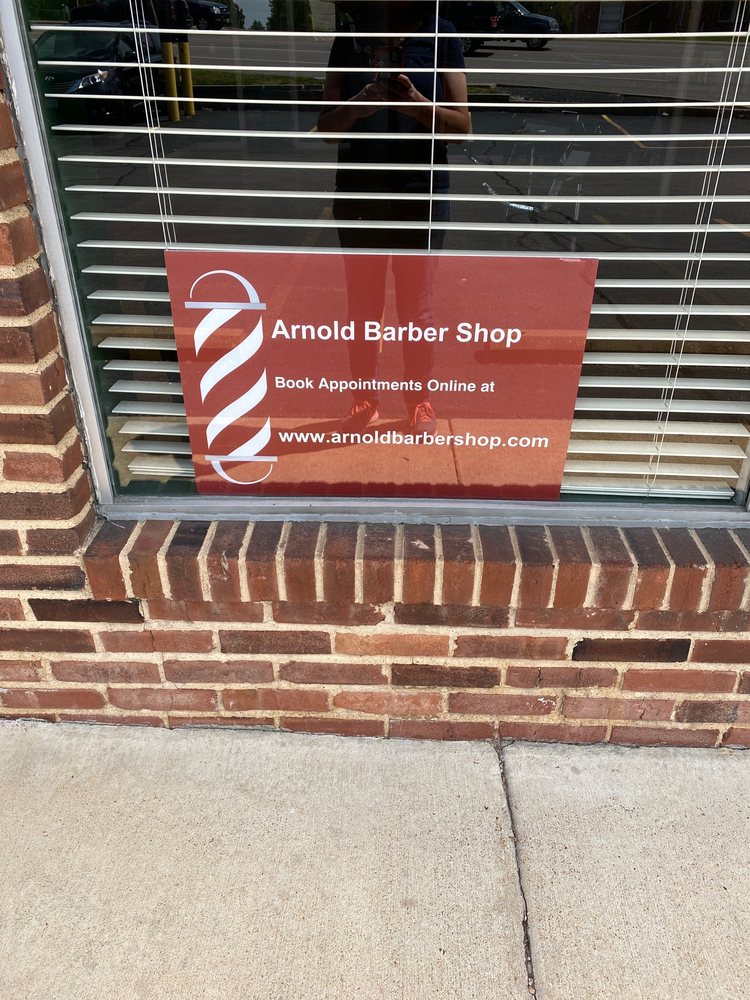 Arnold Barber Shop
Book Appointments Online at
www.arnoldbarbershop.com